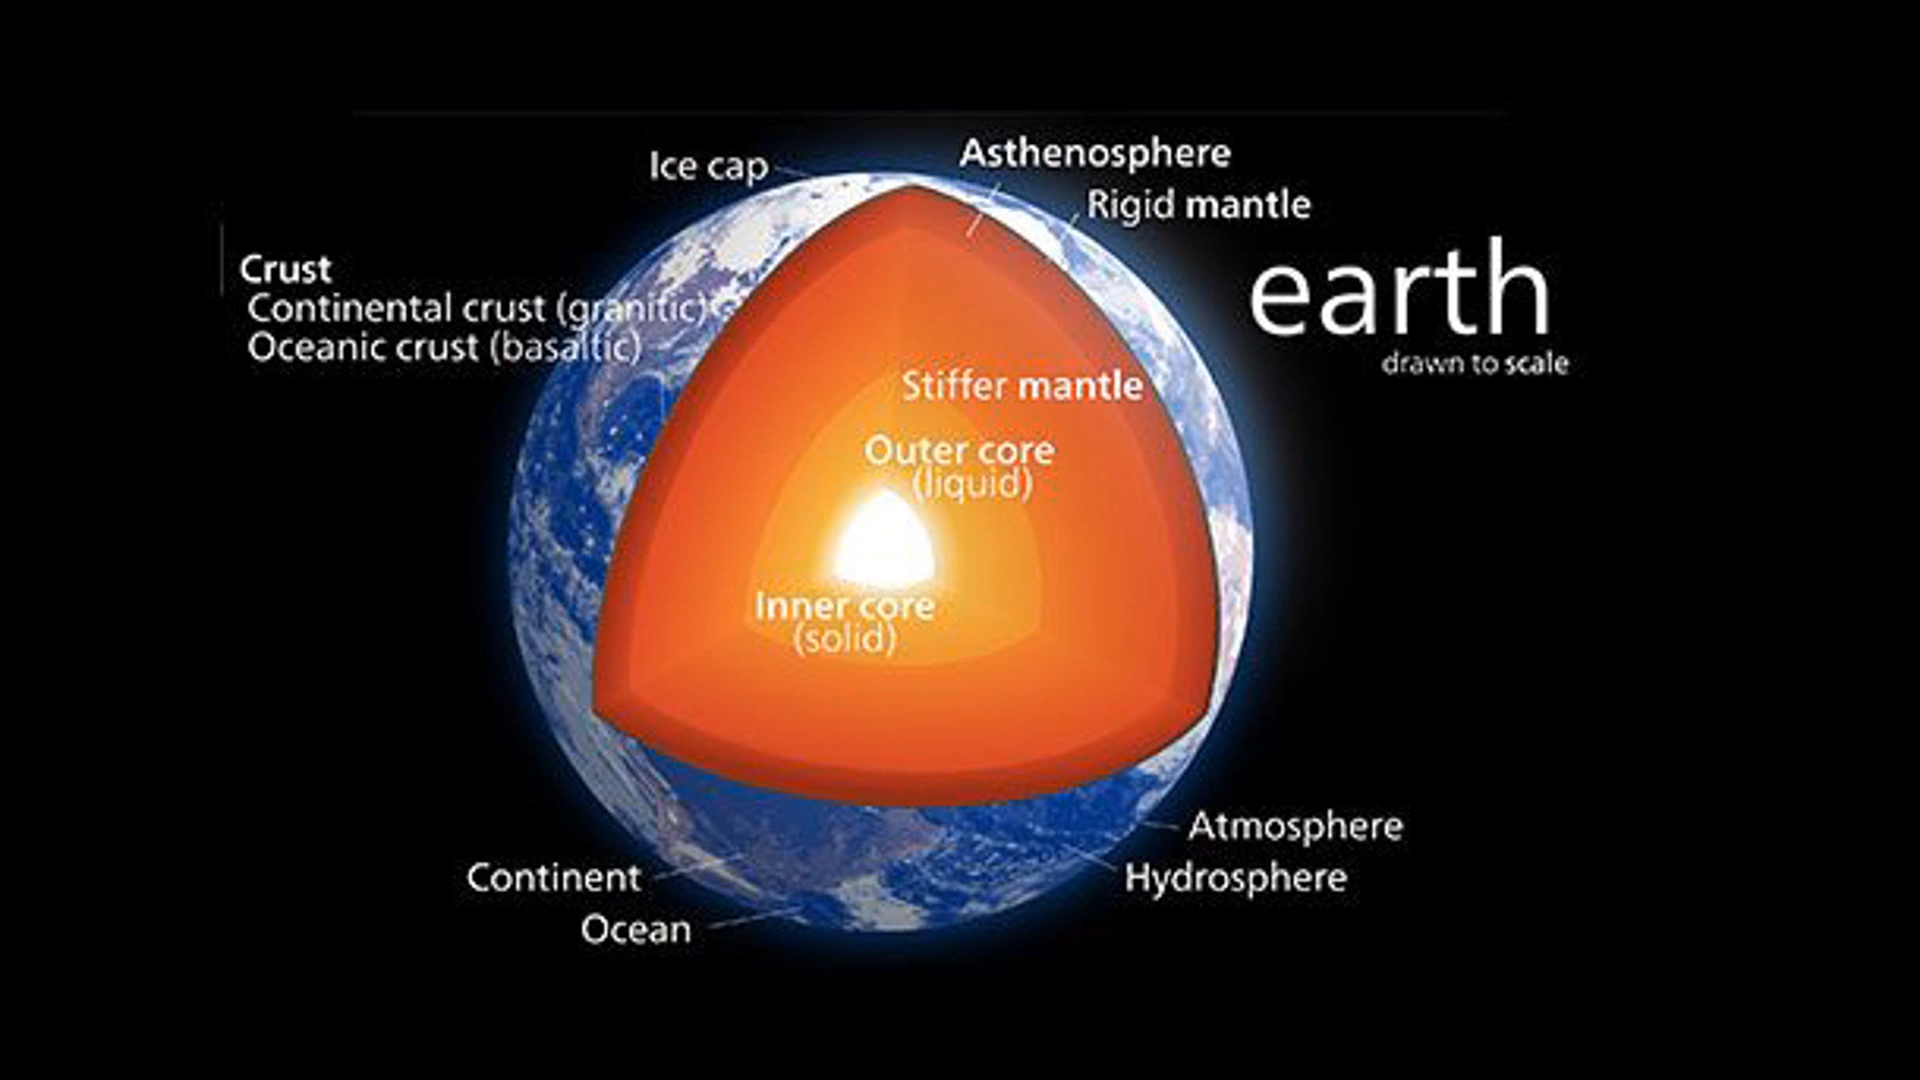 Ice cap
Asthenosphere
Rigid mantle
earth
drawn to scale
Crust
Continental crust (granitic)
Oceanic crust (basaltic)
Stiffer mantle
Outer core
(liquid)
Inner core
(solid)
Atmosphere
Hydrosphere
Continent
Ocean